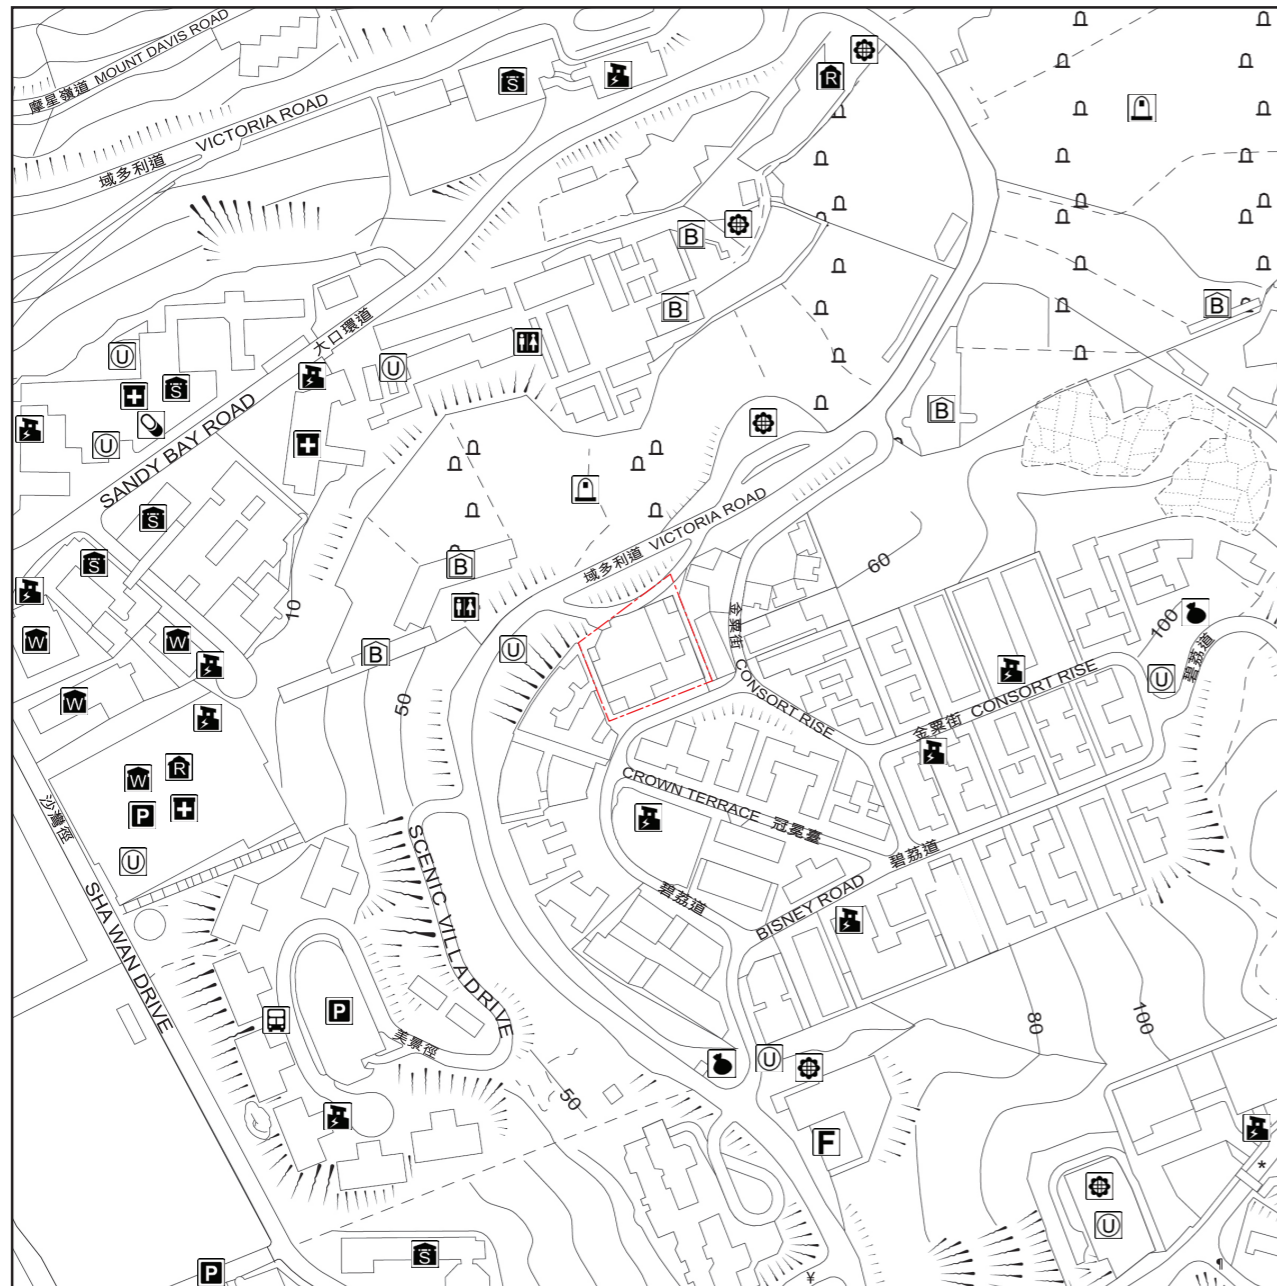 摩星嶺道 MOUNT DAVIS ROAD
域多利道 VICTORIA ROAD
S
R
B
B
B
大口環道
SANDY BAY ROAD
U
U
S
U
S
S
B
域多利道 VICTORIA ROAD
60
10
W
W
B
U
金粟街 CONSORT RISE
100
碧荔道
U
W
50
金粟街 CONSORT RISE
W
R
P
U
沙灣徑
SHA WAN DRIVE
CROWN TERRACE 冠冕臺
碧荔道
碧荔道
BISNEY ROAD
SCENIC VILLA DRIVE
美景徑
P
80
100
50
U
F
U
S
P
*
¥
¶